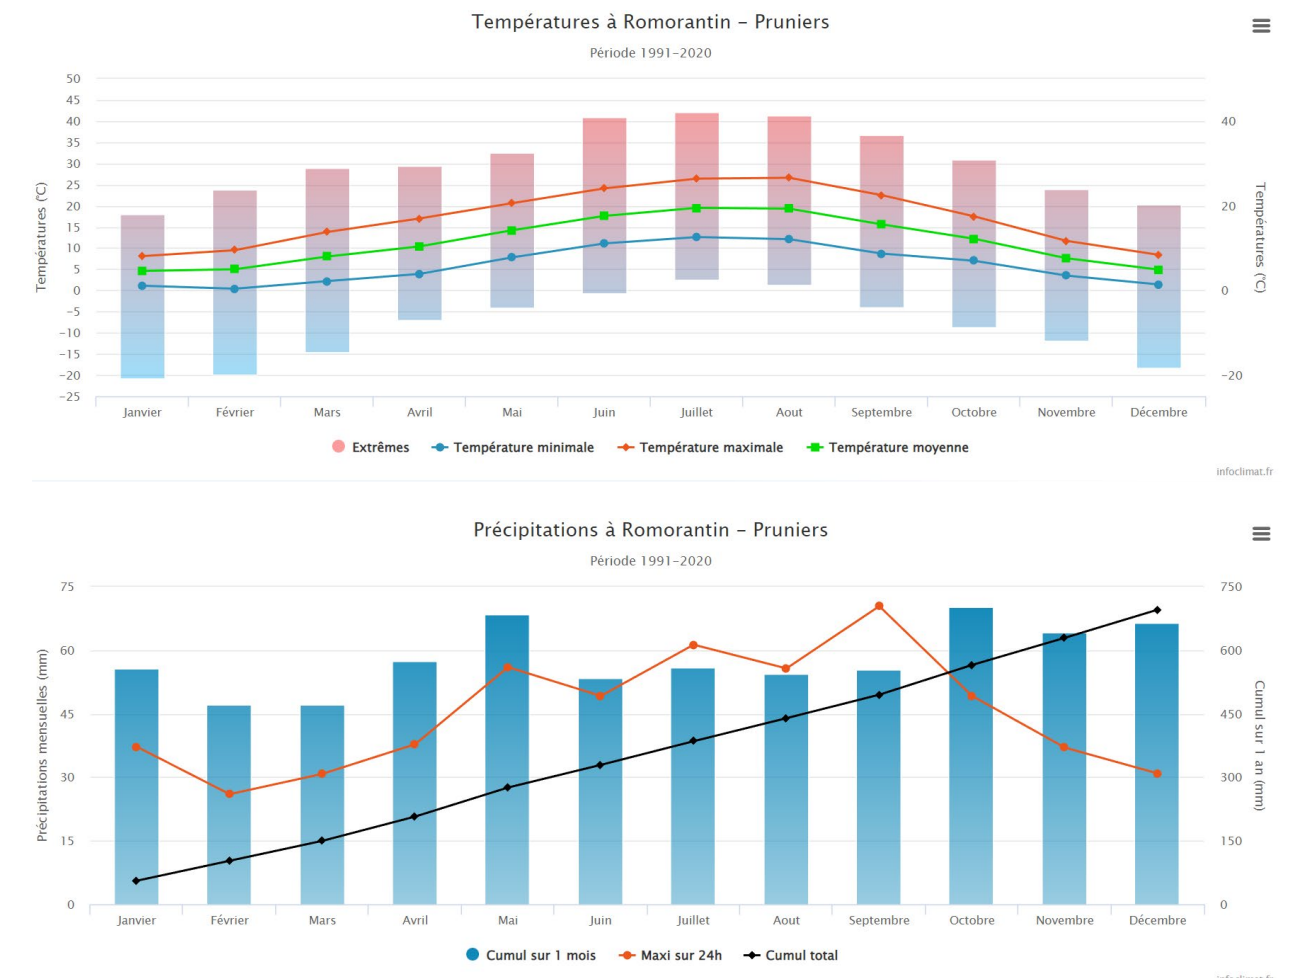 Températures à Romorantin – Pruniers
Période 1991-2020
50
45
40
35
30
25
20
15
10
5
0
-5
-10
-15
-20
-25
Températures (°C)
40
20
0
-20
Températures (°C)
Janvier Février Mars Avril Mai Juin Juillet Aout Septembre Octobre Novembre Décembre
Extrêmes Température minimale Température maximale Température moyenne
infoclimat.fr
Précipitations à Romorantin – Pruniers
Période 1991-2020
75
60
45
30
15
0
Précipitations mensuelles (mm)
750
600
450
300
150
0
Cumul sur 1 an (mm)
Janvier Février Mars Avril Mai Juin Juillet Aout Septembre Octobre Novembre Décembre
Cumul sur 1 mois Maxi sur 24h Cumul total